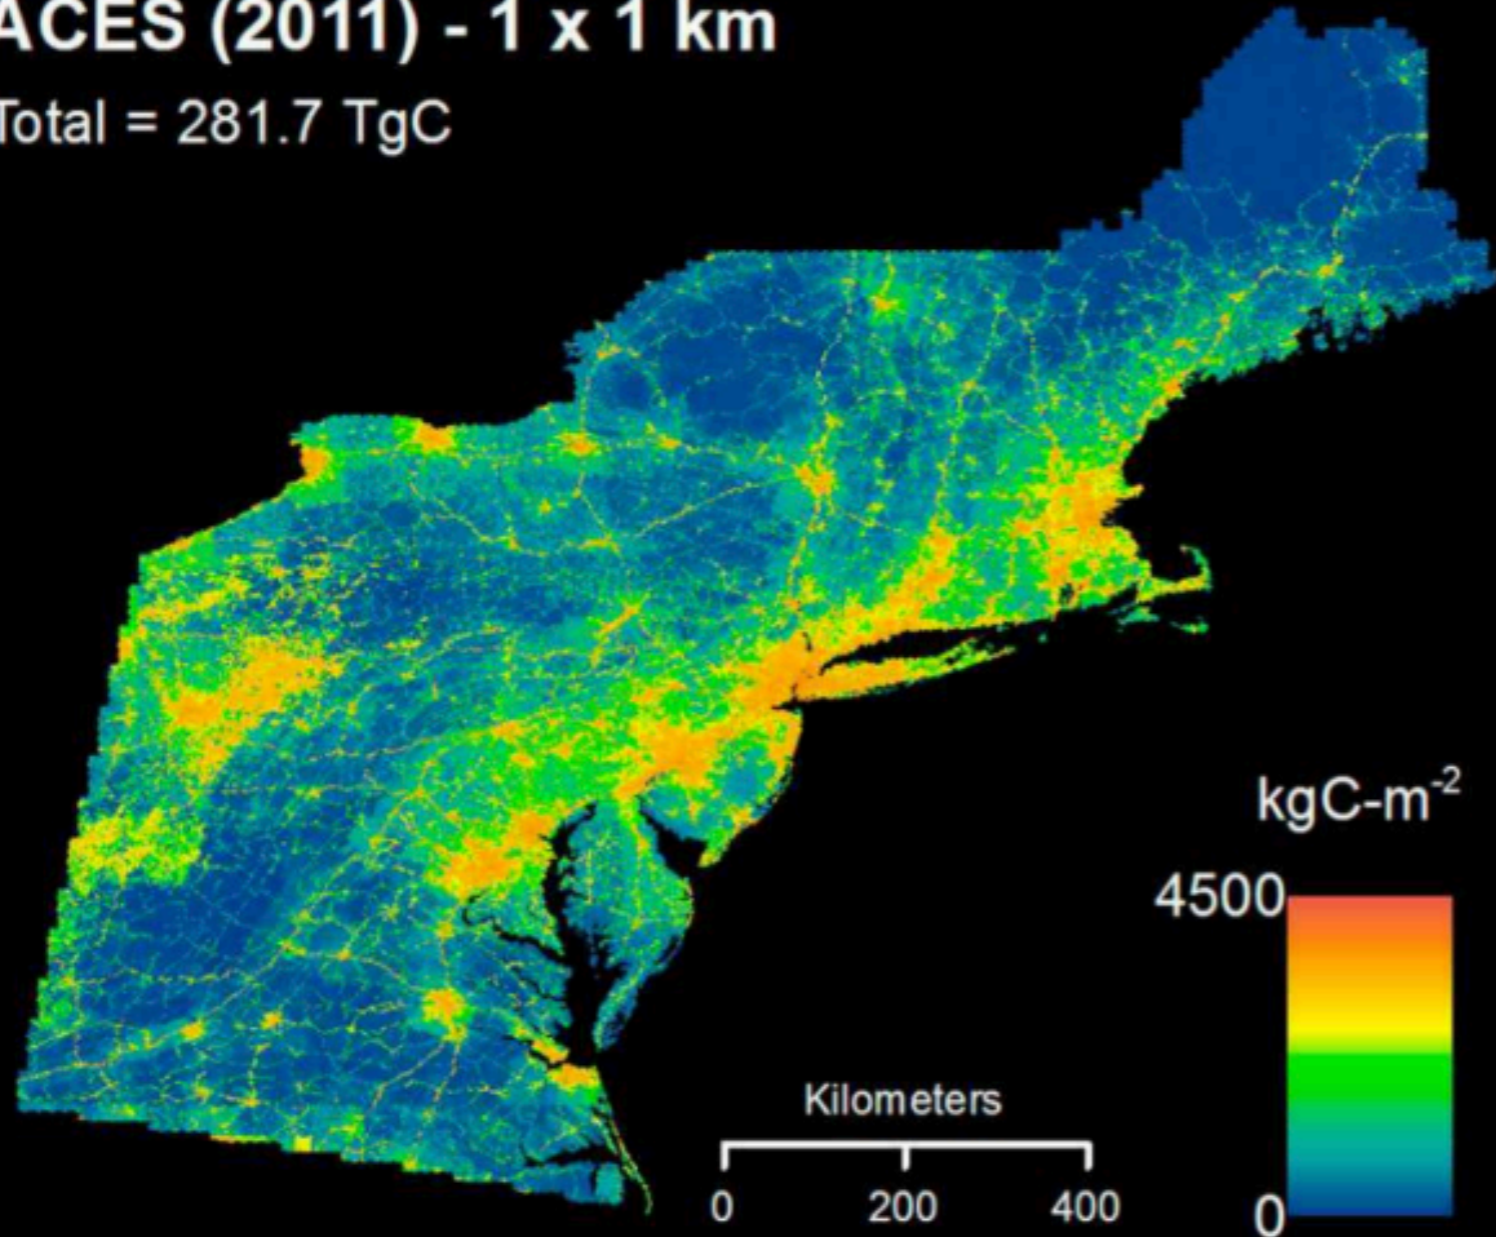 ACES (2011) - 1 x 1 km
Total = 281.7 TgC
kgC-m-2
4500
0
Kilometers
0 200 400